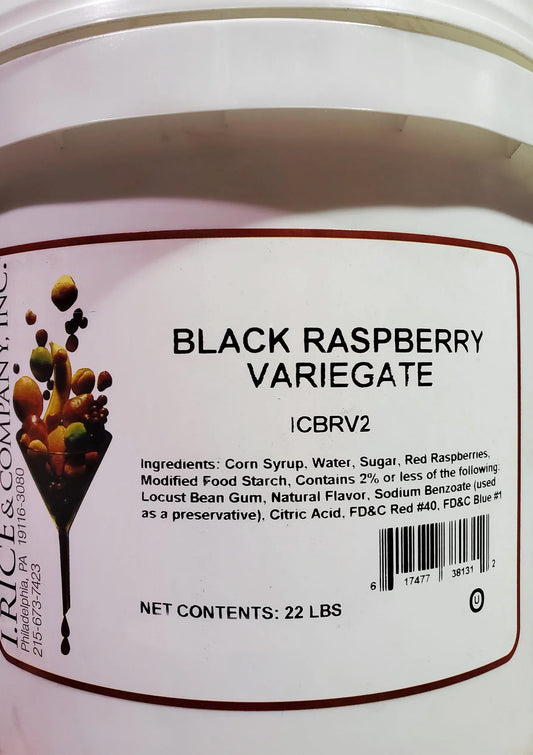 I. RICE & COMPANY, INC.
Philadelphia, PA 19116-3080
215-673-7423
BLACK RASPBERRY
VARIEGATE
ICBRV2
Ingredients: Corn Syrup, Water, Sugar, Red Raspberries,
Modified Food Starch, Contains 2% or less of the following:
Locust Bean Gum, Natural Flavor, Sodium Benzoate (used
as a preservative), Citric Acid, FD&C Red #40, FD&C Blue #1
6 17477 38131 2
NET CONTENTS: 22 LBS
U